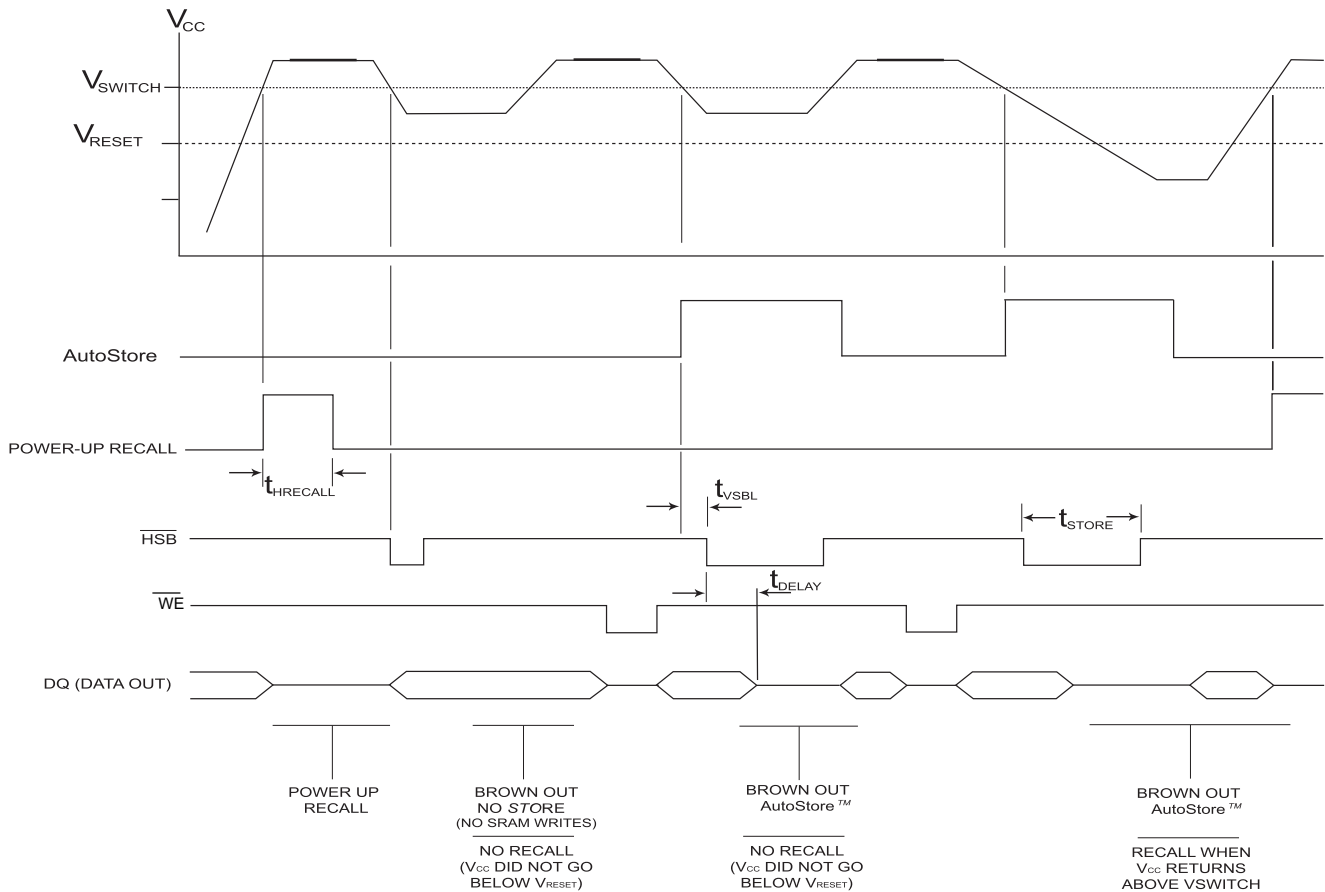 VCC
VSWITCH
VRESET
AutoStore
POWER-UP RECALL
tHRECALL
tVSBL
HSB
tSTORE
tDELAY
WE
DQ (DATA OUT)
POWER UP
RECALL
BROWN OUT
NO STORE
(NO SRAM WRITES)
NO RECALL
(VCC DID NOT GO
BELOW VRESET)
BROWN OUT
AutoStore™
NO RECALL
(VCC DID NOT GO
BELOW VRESET)
BROWN OUT
AutoStore™
RECALL WHEN
VCC RETURNS
ABOVE VSWITCH